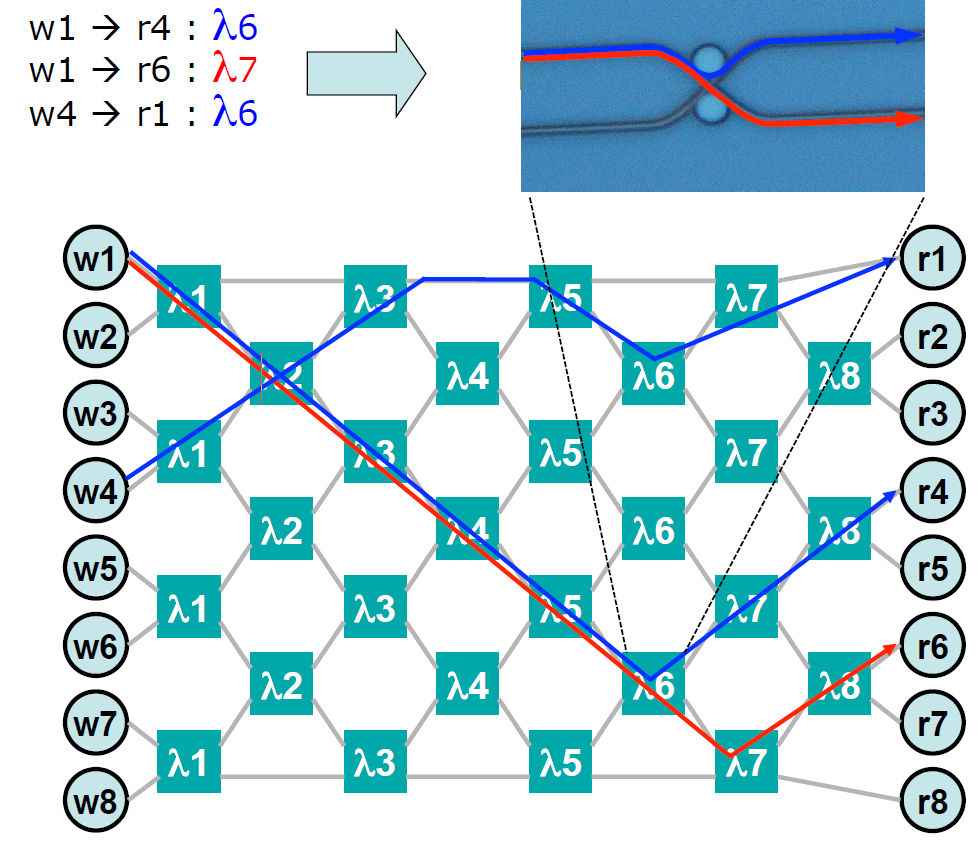 w1 → r4 : λ6
w1 → r6 : λ7
w4 → r1 : λ6
w1 λ1 λ3 λ5 λ7 r1
w2 r2
λ2 λ4 λ6 λ8
w3 r3
λ1 λ3 λ5 λ7
w4 r4
λ2 λ4 λ6 λ8
w5 r5
λ1 λ3 λ5 λ7
w6 r6
λ2 λ4 λ6 λ8
w7 r7
λ1 λ3 λ5 λ7
w8 r8